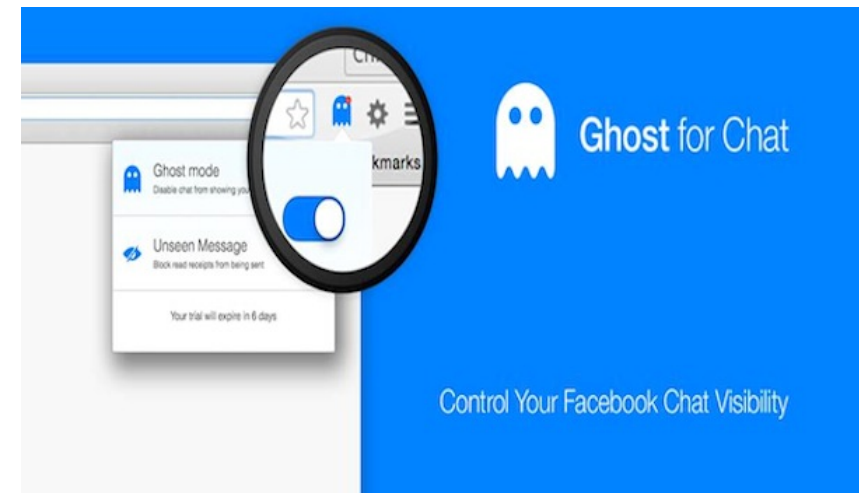 Ghost mode
Disable chat from showing you
Unseen Message
Block read receipts from being sent
Your trial will expire in 6 days
kmarks
Ghost for Chat
Control Your Facebook Chat Visibility